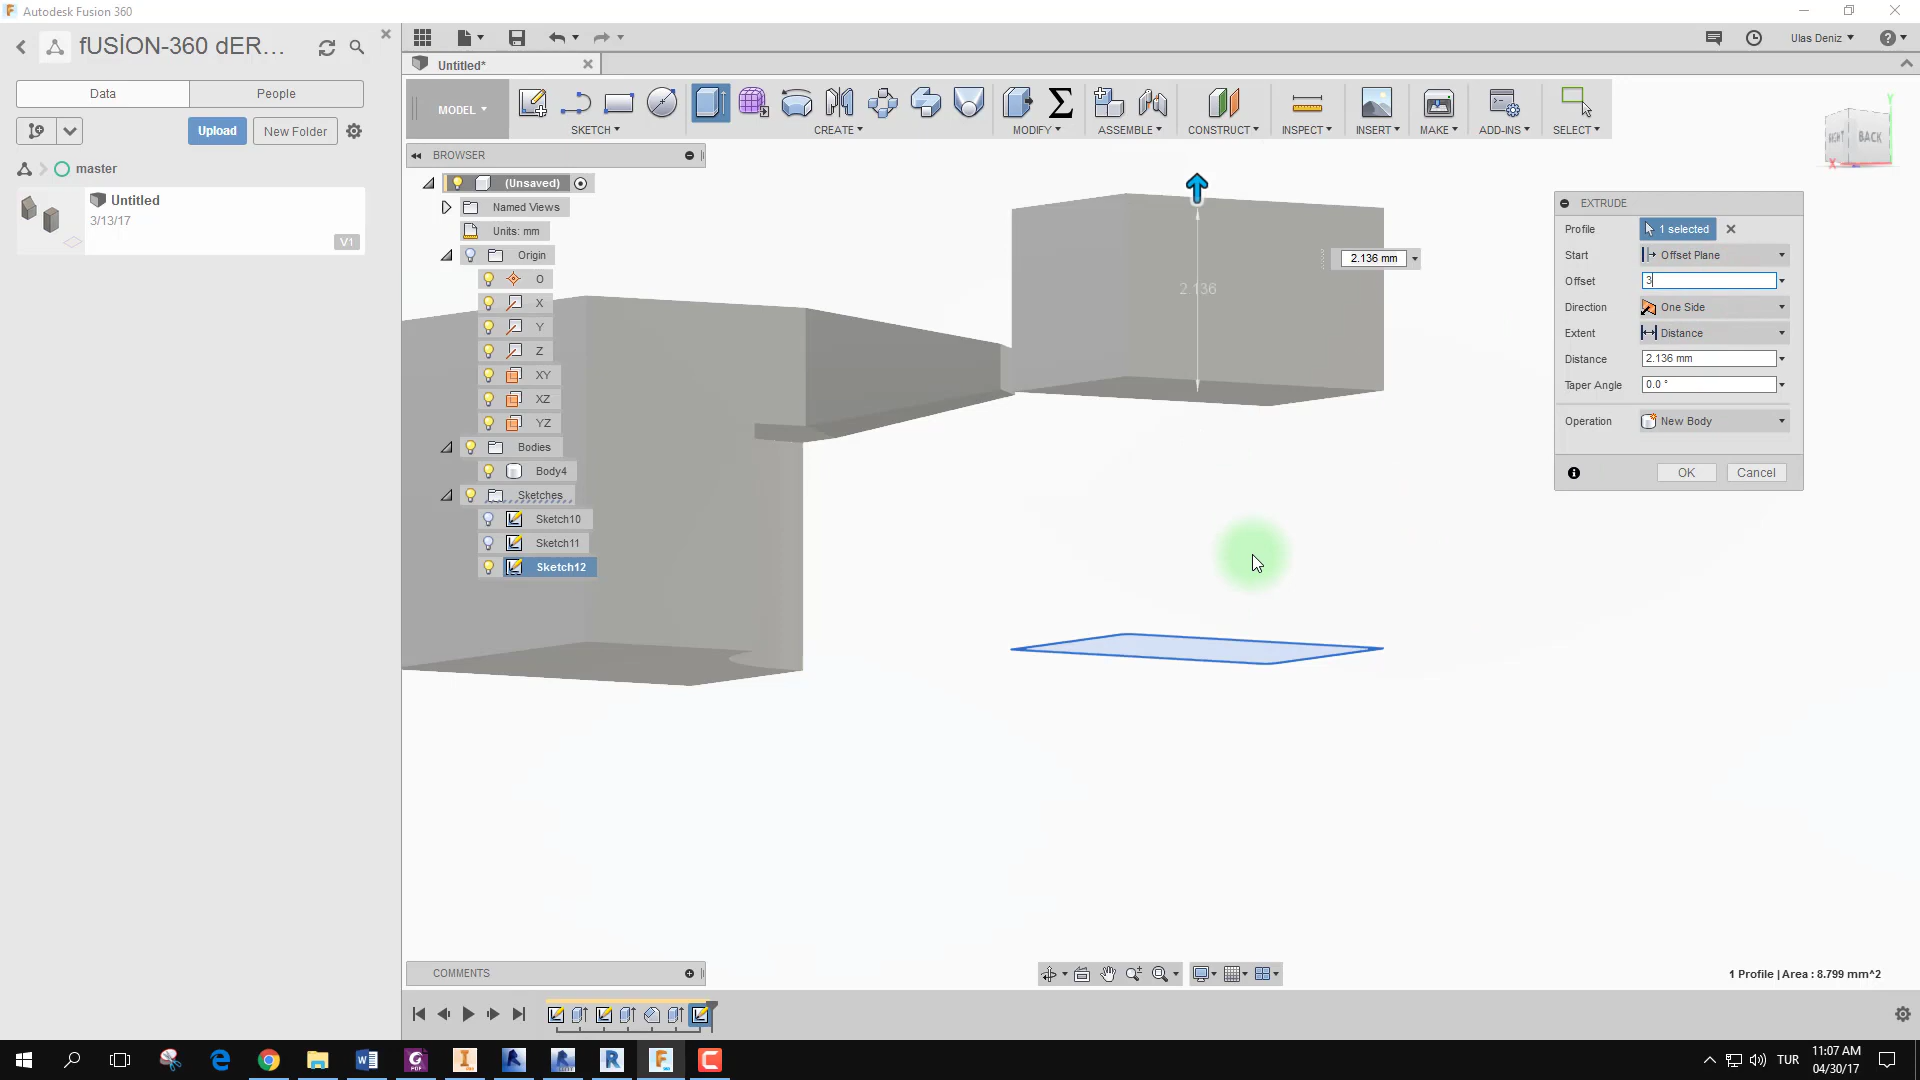 Autodesk Fusion 360
fUSİON-360 dER...
Data
People
Upload
New Folder
master
Untitled
3/13/17
V1
Untitled*
Ulas Deniz
MODEL
SKETCH
CREATE
MODIFY
ASSEMBLE
CONSTRUCT
INSPECT
INSERT
MAKE
ADD-INS
SELECT
RIGHT
BACK
Y
X
BROWSER
(Unsaved)
Named Views
Units: mm
Origin
O
X
Y
Z
XY
XZ
YZ
Bodies
Body4
Sketches
Sketch10
Sketch11
Sketch12
2.136
2.136 mm
EXTRUDE
Profile
1 selected
Start
Offset Plane
Offset
3
Direction
One Side
Extent
Distance
Distance
2.136 mm
Taper Angle
0.0 °
Operation
New Body
OK
Cancel
COMMENTS
1 Profile | Area : 8.799 mm^2
TUR
11:07 AM
04/30/17